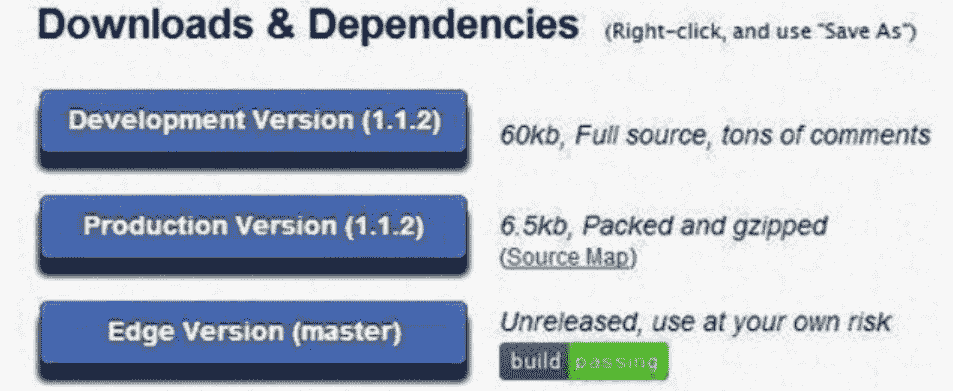 Downloads & Dependencies (Right-click, and use "Save As")
Development Version (1.1.2) 60kb, Full source, tons of comments
Production Version (1.1.2) 6.5kb, Packed and gzipped
(Source Map)
Edge Version (master) Unreleased, use at your own risk
build passing